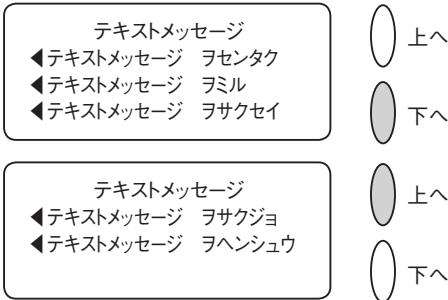 テキストメッセージ
◀テキストメッセージ　ヲセンタク
◀テキストメッセージ　ヲミル
◀テキストメッセージ　ヲサクセイ
上へ
下へ
テキストメッセージ
◀テキストメッセージ　ヲサクジョ
◀テキストメッセージ　ヲヘンシュウ
上へ
下へ